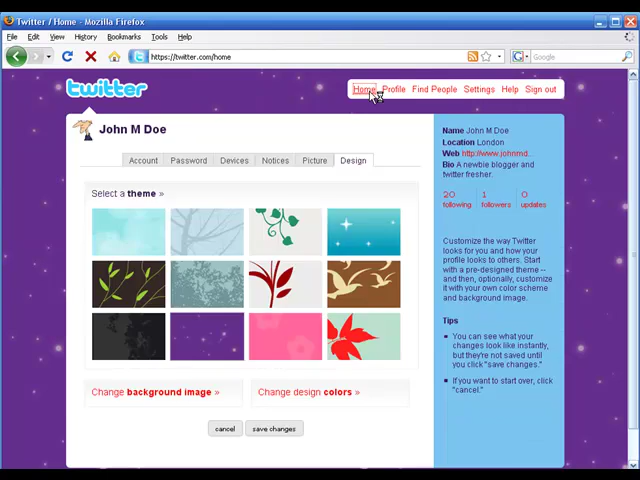 Twitter / Home - Mozilla Firefox
File Edit View History Bookmarks Tools Help
https://twitter.com/home
Google
twitter
Home Profile Find People Settings Help Sign out
John M Doe
Account Password Devices Notices Picture Design
Select a theme »
Change background image »
Change design colors »
cancel
save changes
Name John M Doe
Location London
Web http://www.johnmd...
Bio A newbie blogger and
twitter fresher.
20 1 0
following followers updates
Customize the way Twitter
looks for you and how your
profile looks to others. Start
with a pre-designed theme --
and then, optionally, customize
it with your own color scheme
and background image.
Tips
You can see what your
changes look like instantly,
but they're not saved until
you click "save changes."
If you want to start over, click
"cancel."